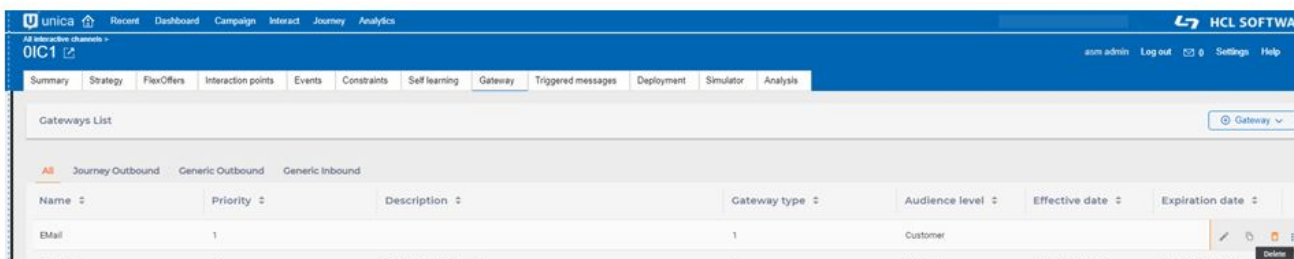 unica Recent Dashboard Campaign Interact Journey Analytics HCL SOFTWA
All interactive channels >
0IC1 asm admin Log out 0 Settings Help
Summary Strategy FlexOffers Interaction points Events Constraints Self learning Gateway Triggered messages Deployment Simulator Analysis
Gateways List Gateway
All Journey Outbound Generic Outbound Generic Inbound
Name Priority Description Gateway type Audience level Effective date Expiration date
EMail 1 1 Customer
Delete